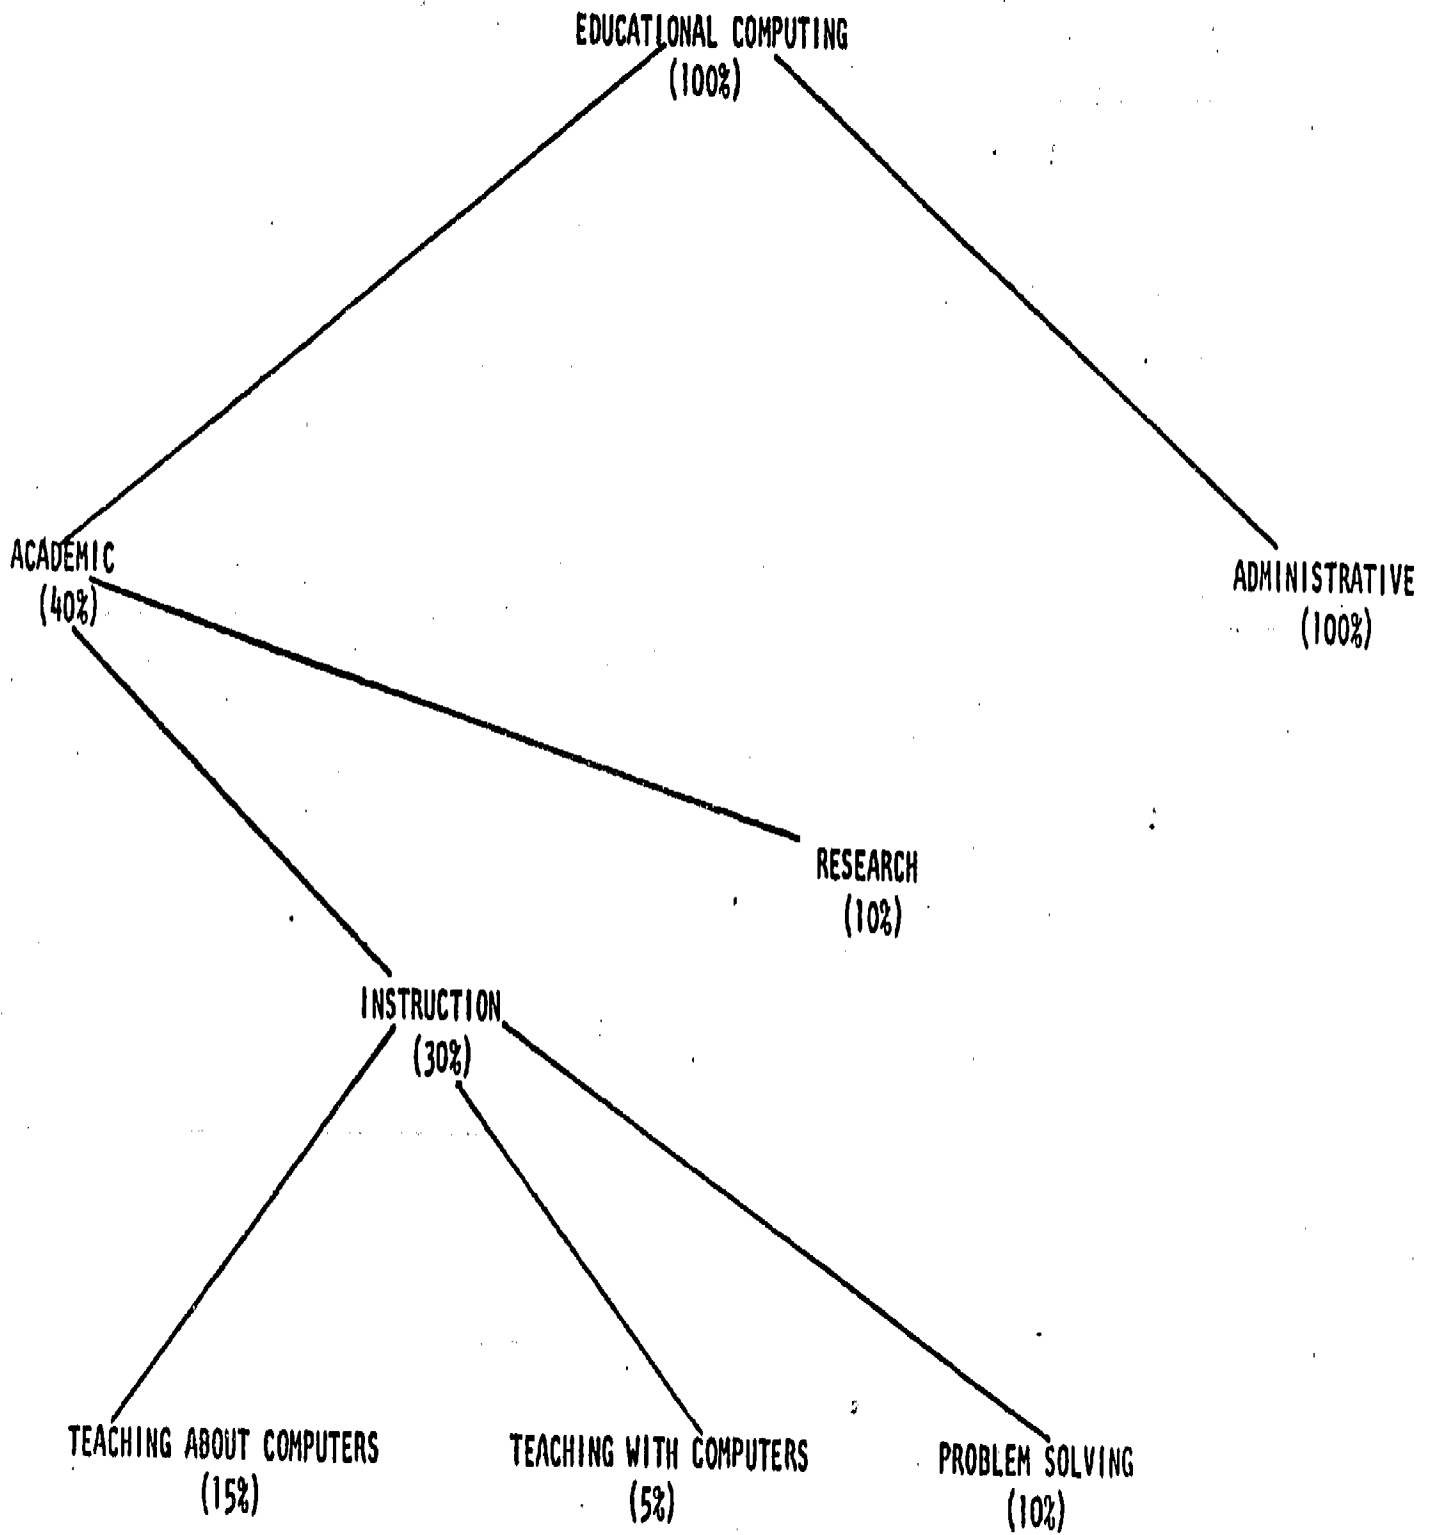 EDUCATIONAL COMPUTING
(100%)
ACADEMIC
(40%)
ADMINISTRATIVE
(100%)
RESEARCH
(10%)
INSTRUCTION
(30%)
TEACHING ABOUT COMPUTERS
(15%)
TEACHING WITH COMPUTERS
(5%)
PROBLEM SOLVING
(10%)